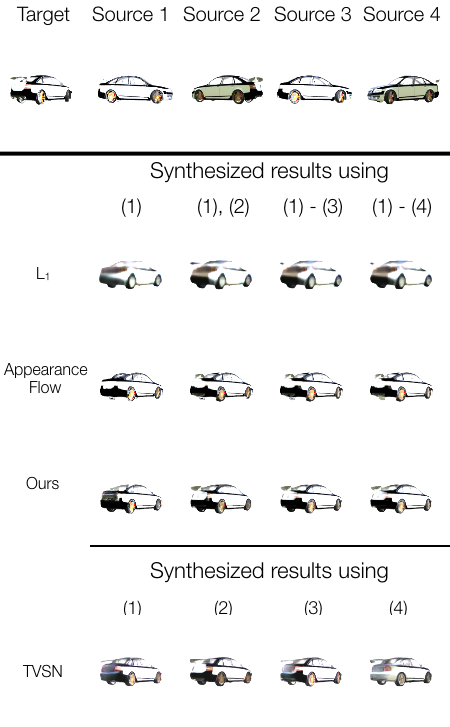 Target Source 1 Source 2 Source 3 Source 4
Synthesized results using
(1) (1), (2) (1) - (3) (1) - (4)
L₁
Appearance
Flow
Ours
Synthesized results using
(1) (2) (3) (4)
TVSN